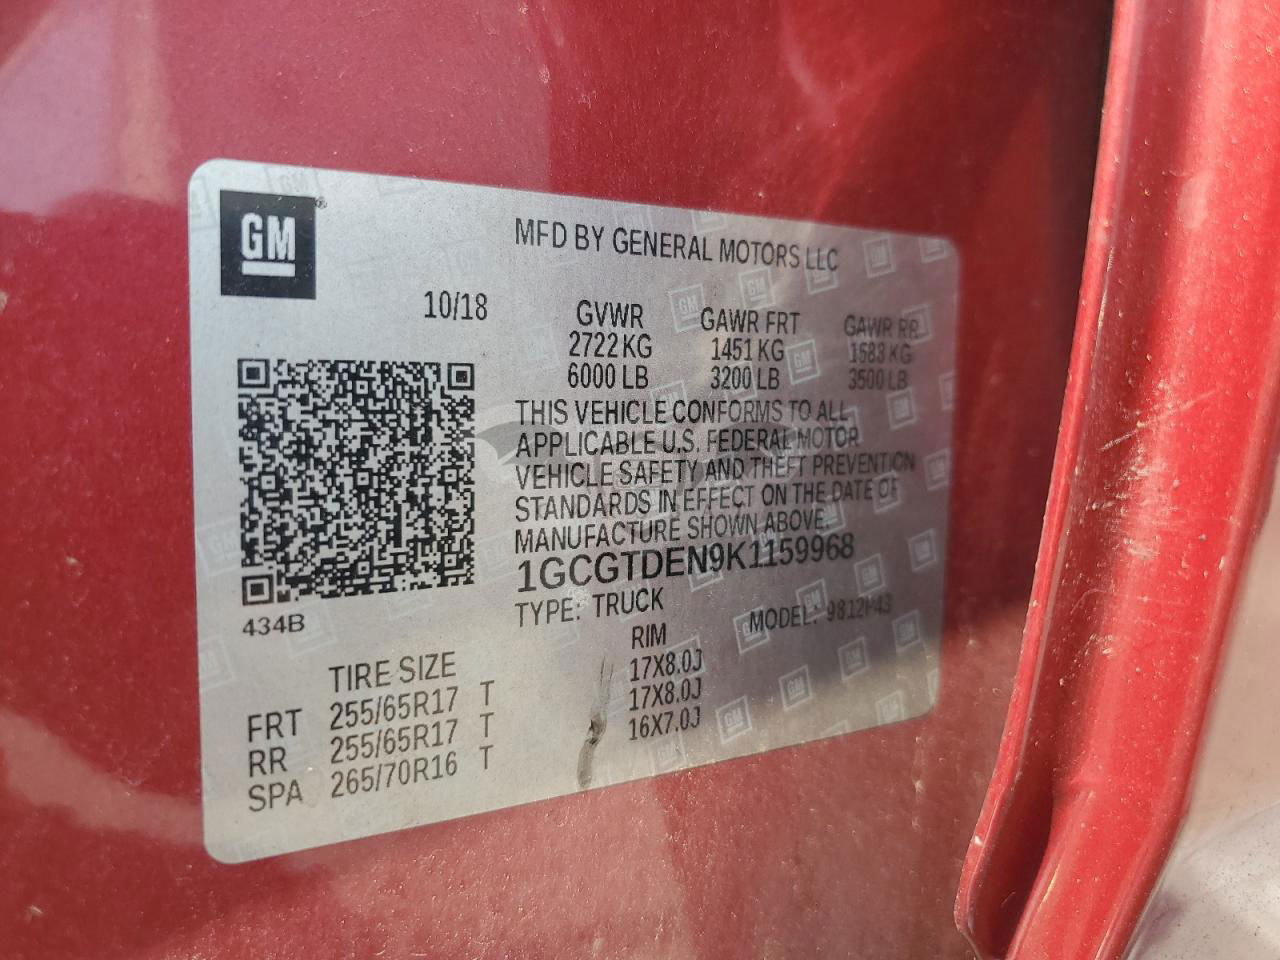 GM
MFD BY GENERAL MOTORS LLC
10/18
GVWR GAWR FRT GAWR RR
2722 KG 1451 KG 1583 KG
6000 LB 3200 LB 3500 LB
THIS VEHICLE CONFORMS TO ALL
APPLICABLE U.S. FEDERAL MOTOR
VEHICLE SAFETY AND THEFT PREVENTION
STANDARDS IN EFFECT ON THE DATE OF
MANUFACTURE SHOWN ABOVE.
1GCGTDEN9K1159968
434B
TYPE: TRUCK MODEL:
TIRE SIZE RIM
FRT 255/65R17 T 17X8.0J
RR 255/65R17 T 17X8.0J
SPA 265/70R16 T 16X7.0J